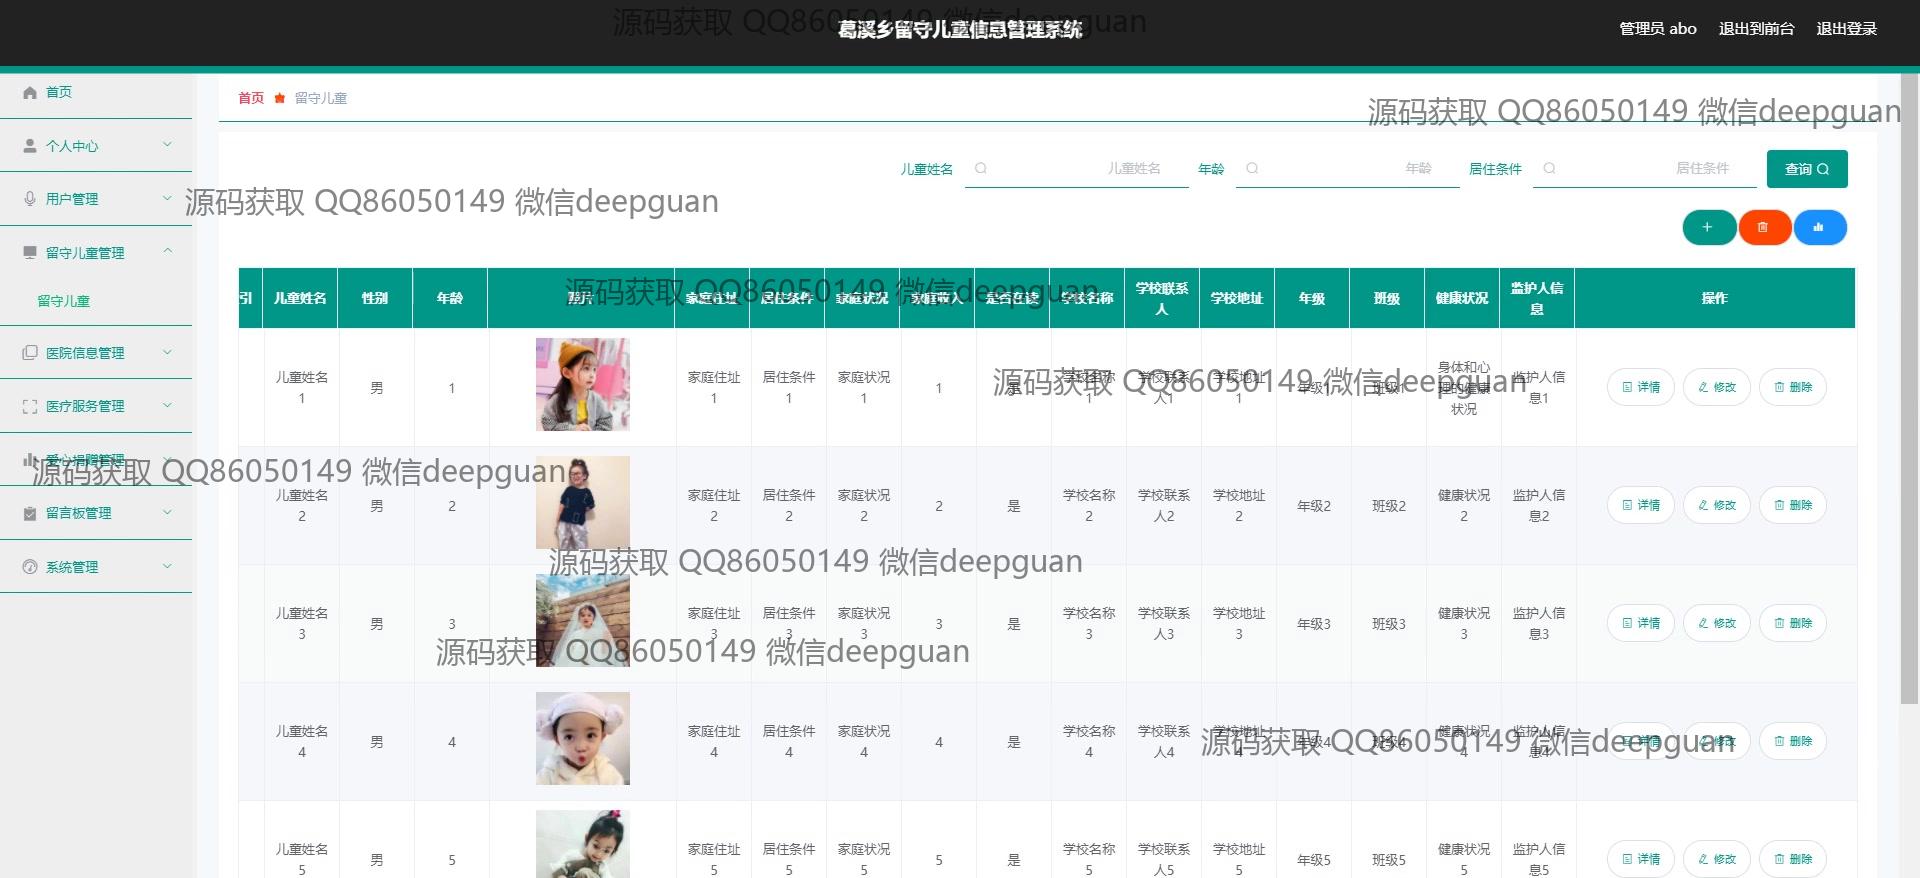 源码获取 QQ86050149 微信deepguan
葛溪乡留守儿童信息管理系统
管理员 abo 退出到前台 退出登录
首页
个人中心
用户管理
留守儿童管理
留守儿童
医院信息管理
医疗服务管理
爱心捐赠管理
留言板管理
系统管理
首页 留守儿童
源码获取 QQ86050149 微信deepguan
儿童姓名 儿童姓名 年龄 年龄 居住条件 居住条件 查询
源码获取 QQ86050149 微信deepguan
源码获取 QQ86050149 微信deepguan
引 儿童姓名 性别 年龄 照片 家庭住址 居住条件 家庭状况 家庭收入 是否在读 学校名称 学校联系人 学校地址 年级 班级 健康状况 监护人信息 操作
儿童姓名1 男 1 家庭住址1 居住条件1 家庭状况1 1 是 学校名称1 学校联系人1 学校地址1 年级1 班级1 身体和心理的健康状况 监护人信息1 详情 修改 删除
源码获取 QQ86050149 微信deepguan
源码获取 QQ86050149 微信deepguan
儿童姓名2 男 2 家庭住址2 居住条件2 家庭状况2 2 是 学校名称2 学校联系人2 学校地址2 年级2 班级2 健康状况2 监护人信息2 详情 修改 删除
源码获取 QQ86050149 微信deepguan
儿童姓名3 男 3 家庭住址3 居住条件3 家庭状况3 3 是 学校名称3 学校联系人3 学校地址3 年级3 班级3 健康状况3 监护人信息3 详情 修改 删除
源码获取 QQ86050149 微信deepguan
儿童姓名4 男 4 家庭住址4 居住条件4 家庭状况4 4 是 学校名称4 学校联系人4 学校地址4 年级4 班级4 健康状况4 监护人信息4 详情 修改 删除
源码获取 QQ86050149 微信deepguan
儿童姓名5 男 5 家庭住址5 居住条件5 家庭状况5 5 是 学校名称5 学校联系人5 学校地址5 年级5 班级5 健康状况5 监护人信息5 详情 修改 删除